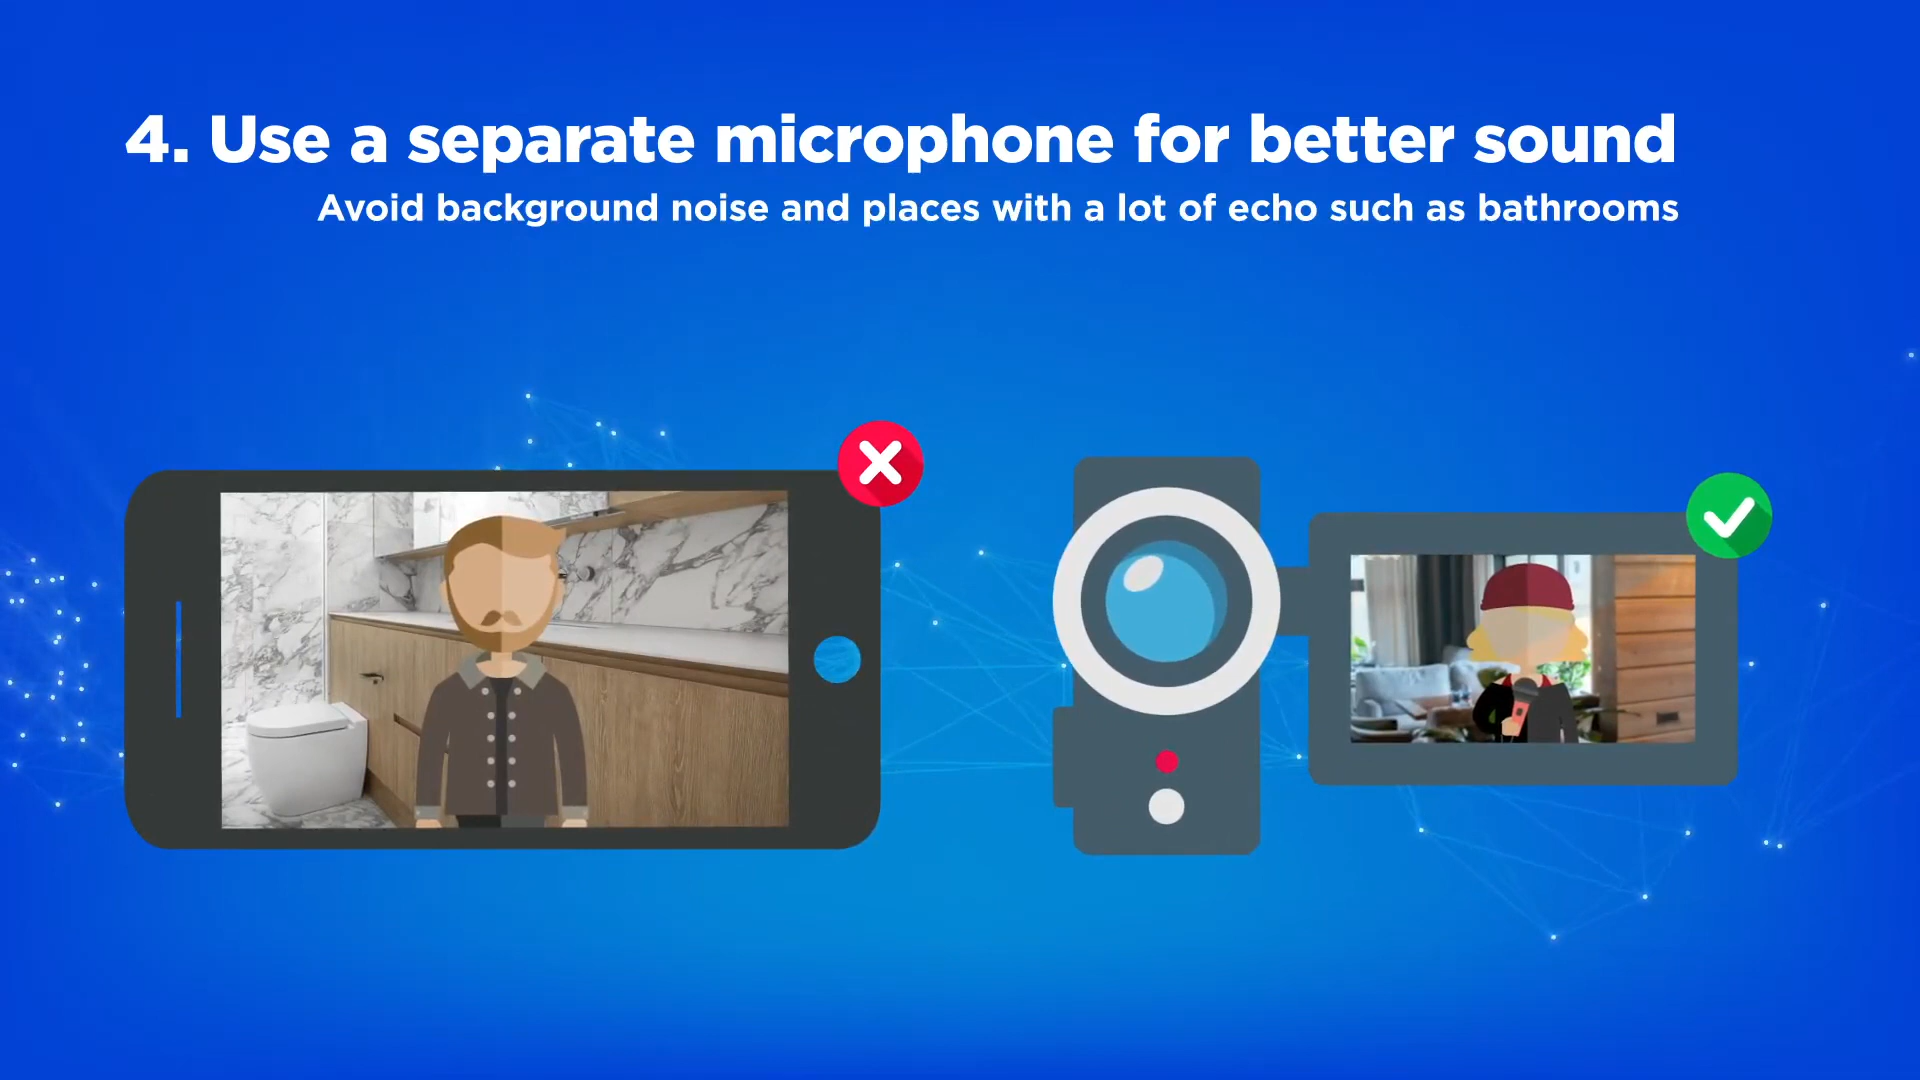 4. Use a separate microphone for better sound
Avoid background noise and places with a lot of echo such as bathrooms